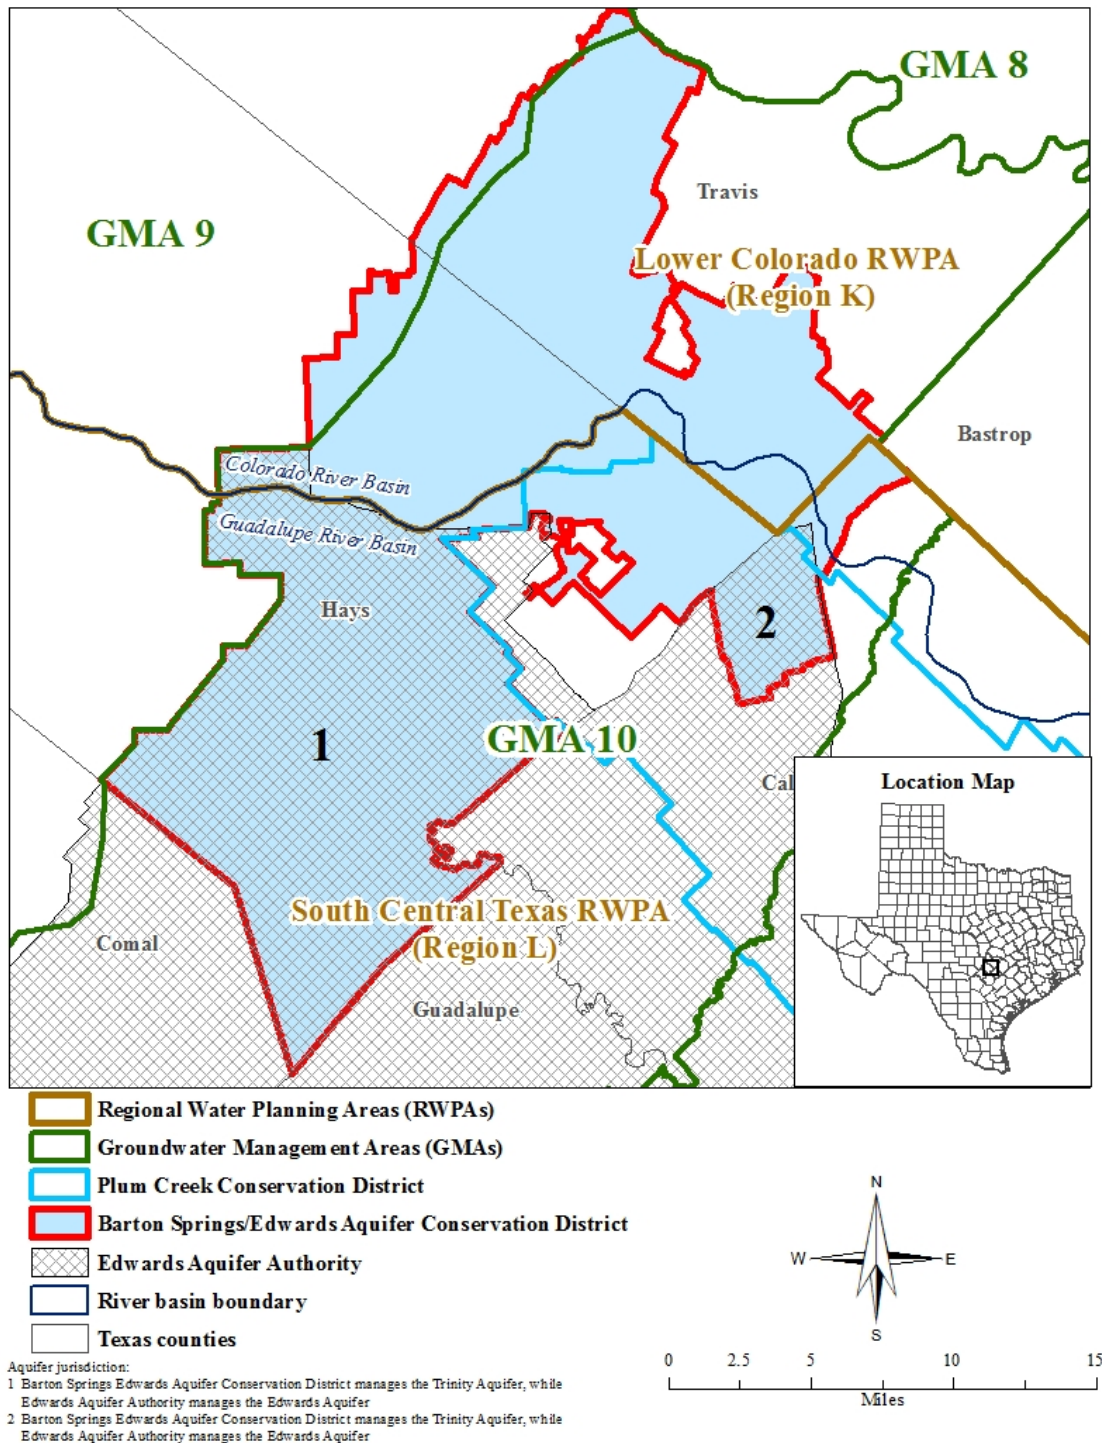 GMA 8
Travis
GMA 9
Lower Colorado RWPA
(Region K)
Bastrop
Colorado River Basin
Guadalupe River Basin
Hays
2
1
GMA 10
Cal
Location Map
South Central Texas RWPA
(Region L)
Comal
Guadalupe
Regional Water Planning Areas (RWPAs)
Groundwater Management Areas (GMAs)
Plum Creek Conservation District
Barton Springs/Edwards Aquifer Conservation District
Edwards Aquifer Authority
River basin boundary
Texas counties
N
W
E
S
0 2.5 5 10 15
Miles
Aquifer jurisdiction:
1 Barton Springs Edwards Aquifer Conservation District manages the Trinity Aquifer, while
Edwards Aquifer Authority manages the Edwards Aquifer
2 Barton Springs Edwards Aquifer Conservation District manages the Trinity Aquifer, while
Edwards Aquifer Authority manages the Edwards Aquifer